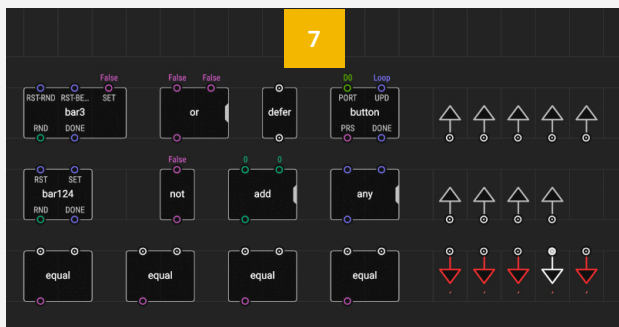 7
False False False D0 Loop
RST-RND RST-BE... SET PORT UPD
bar3 or defer button
RND DONE PRS DONE
False 0 0
RST SET
bar124 not add any
RND DONE
equal equal equal equal